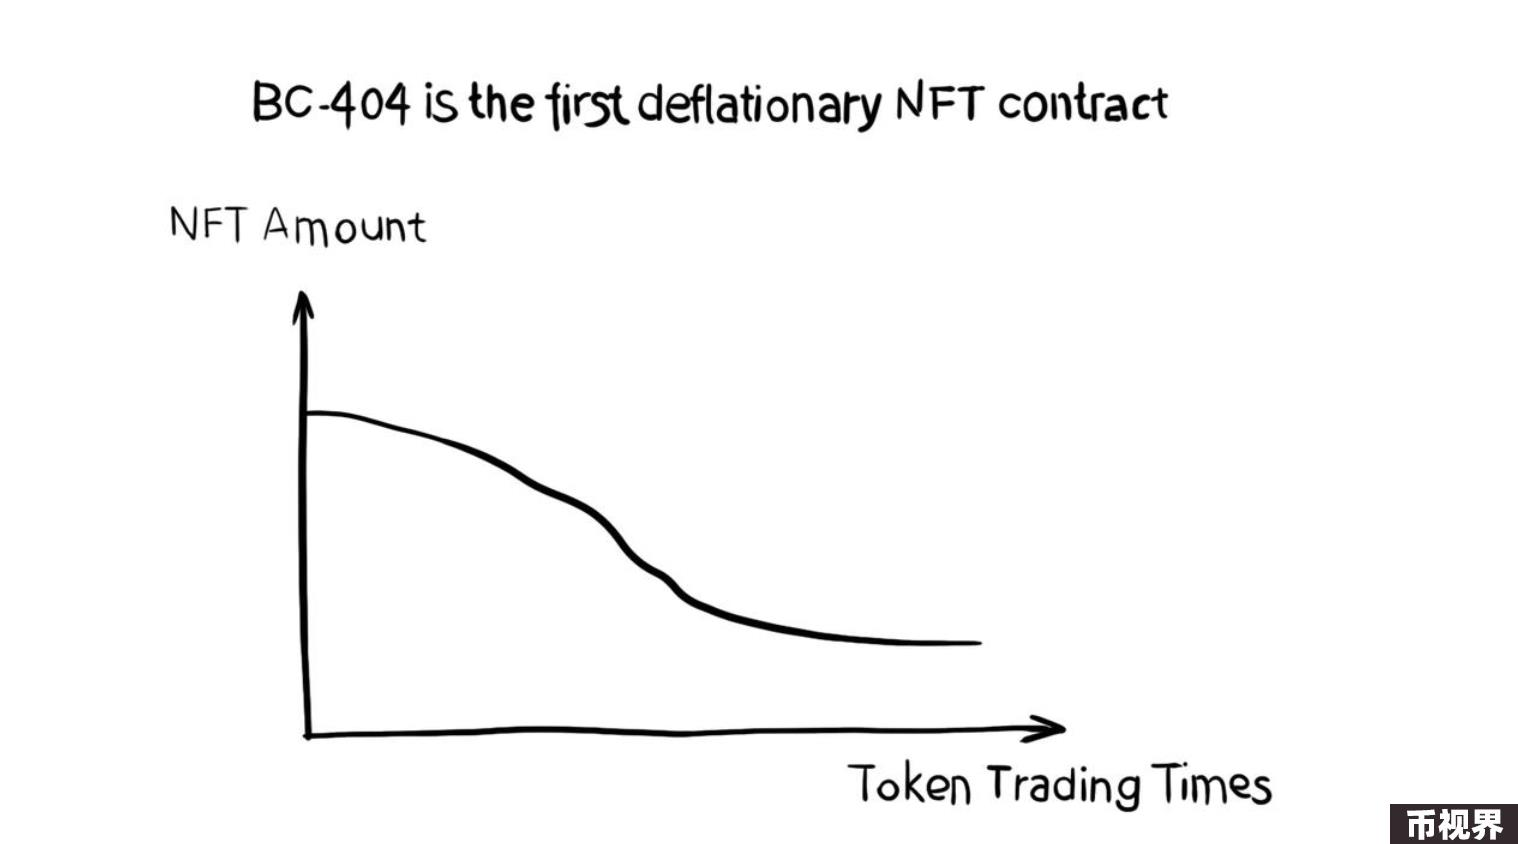 BC-404 is the first deflationary NFT contract
NFT Amount
Token Trading Times
币视界